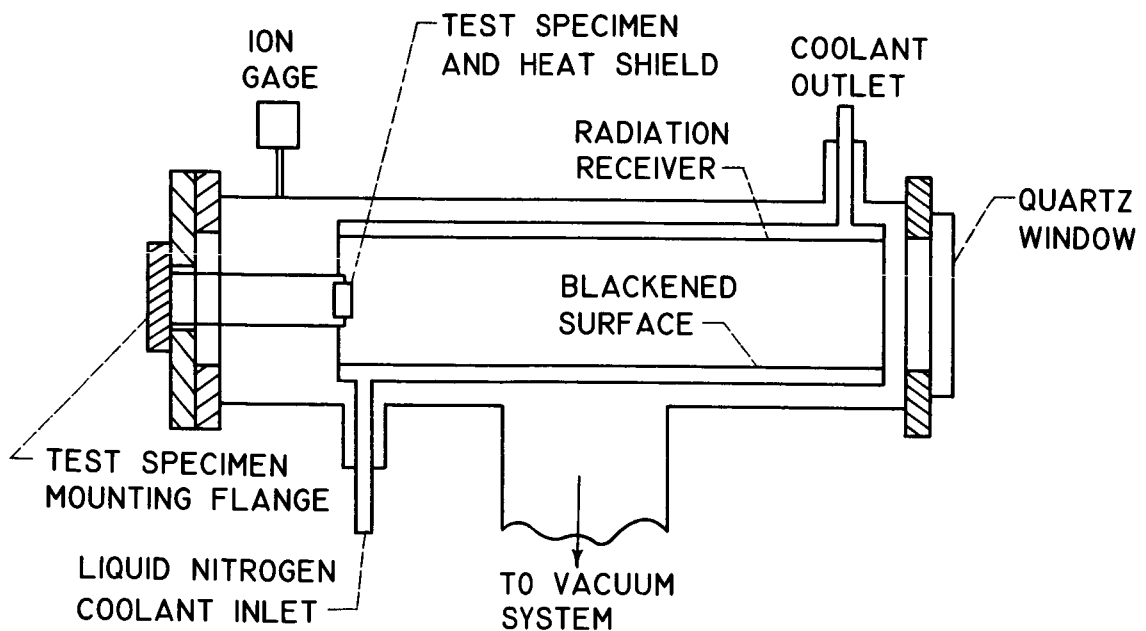 ION
GAGE
TEST SPECIMEN
AND HEAT SHIELD
COOLANT
OUTLET
RADIATION
RECEIVER
QUARTZ
WINDOW
BLACKENED
SURFACE
TEST SPECIMEN
MOUNTING FLANGE
LIQUID NITROGEN
COOLANT INLET
TO VACUUM
SYSTEM